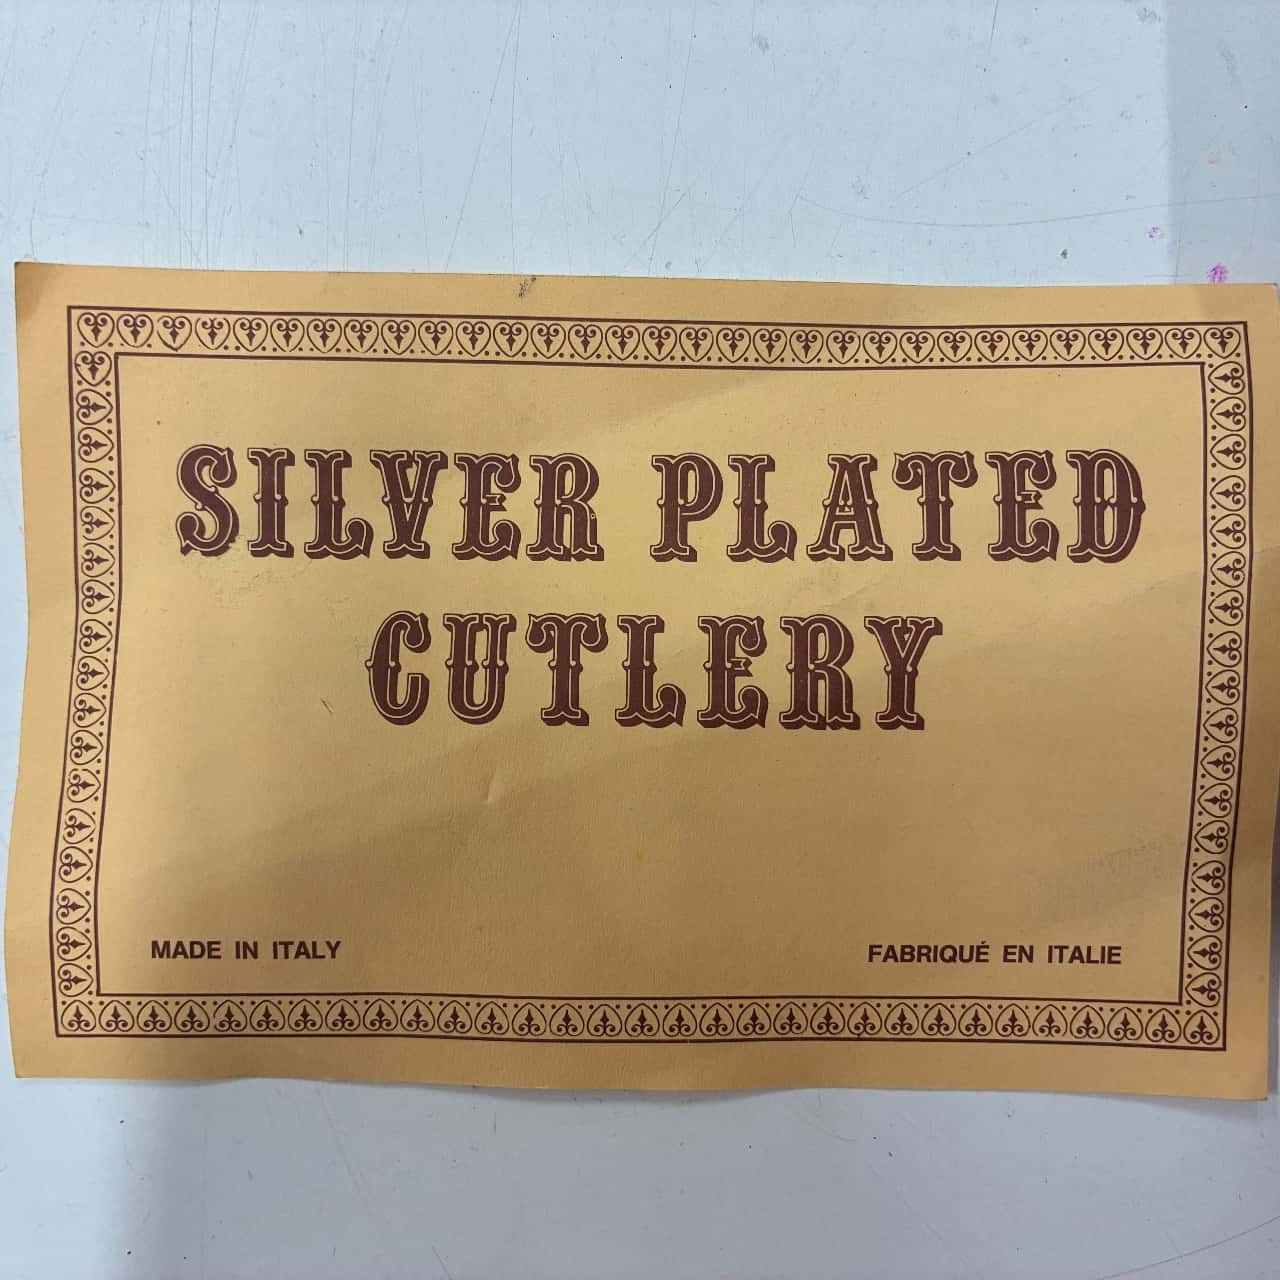 SILVER PLATED
CUTLERY
MADE IN ITALY
FABRIQUÉ EN ITALIE